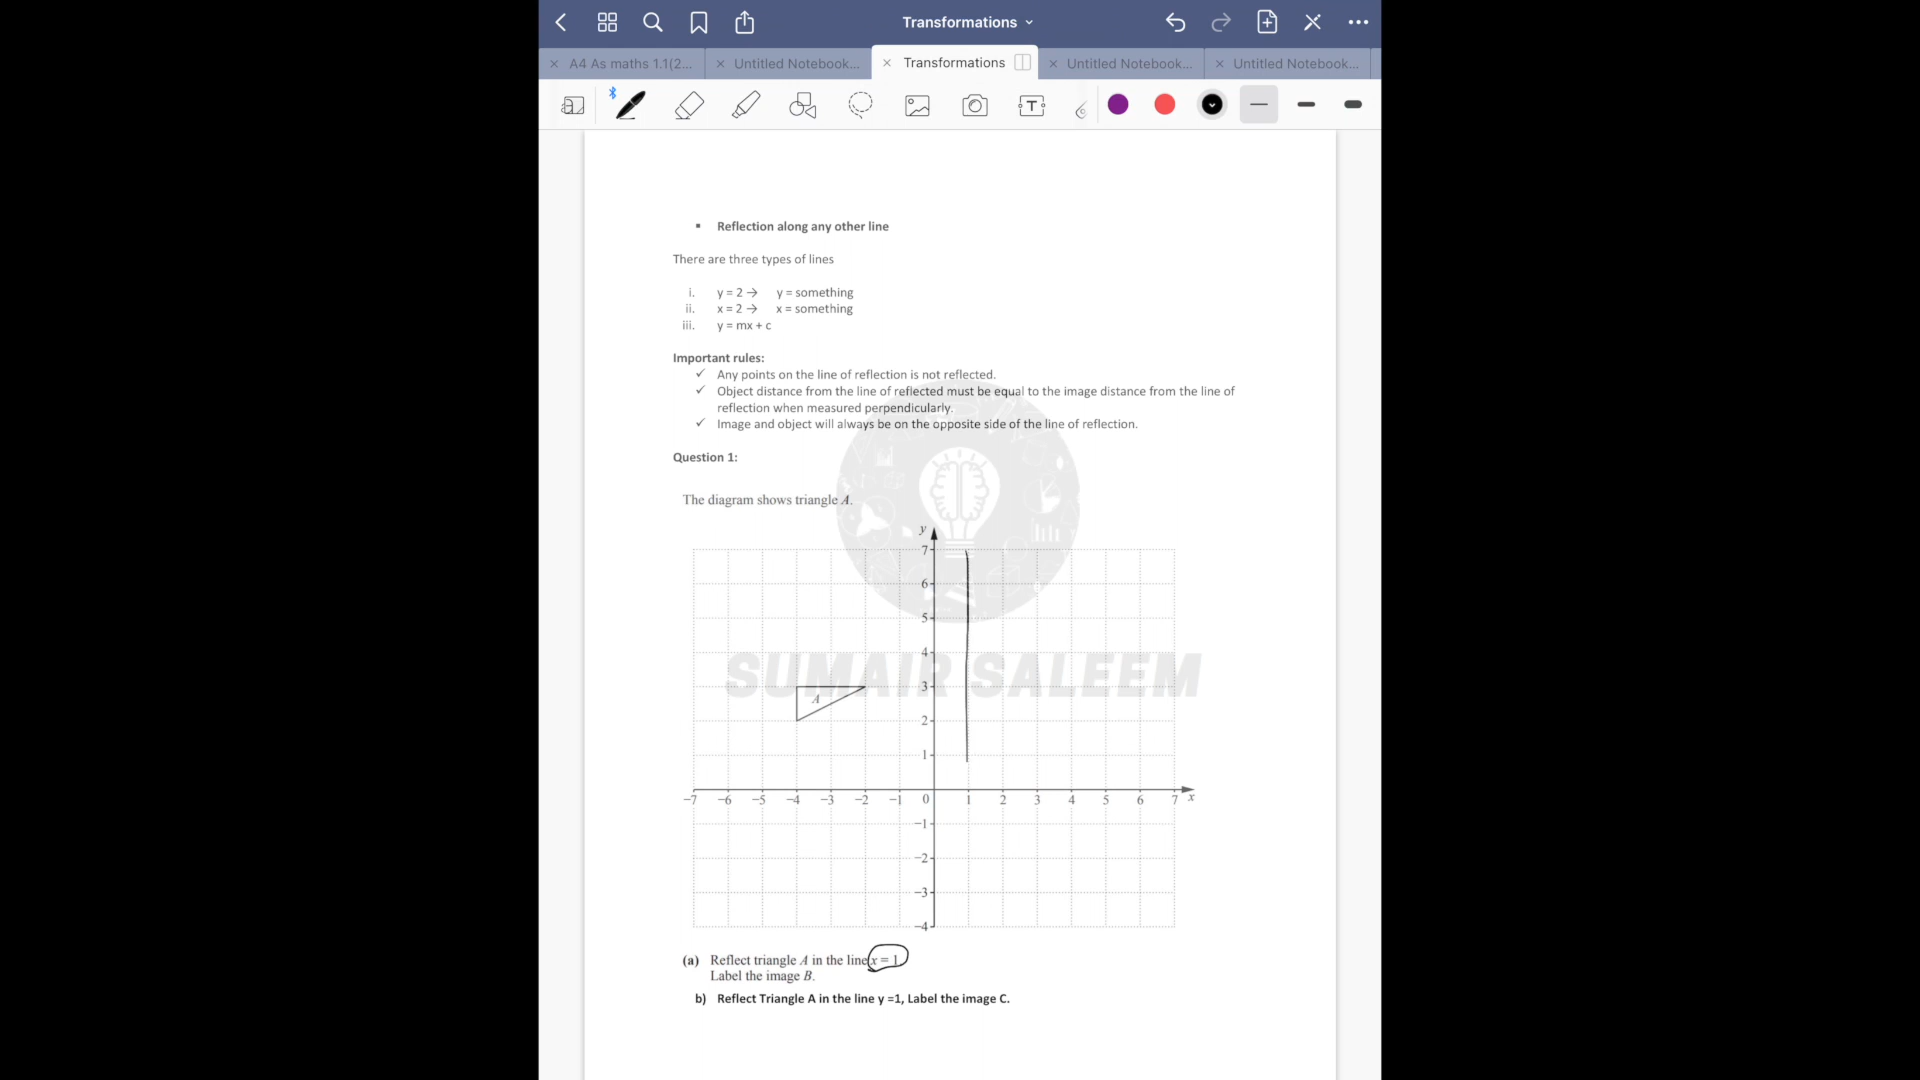 Transformations
A4 As maths 1.1(2...
Untitled Notebook...
Transformations
Untitled Notebook...
Untitled Notebook...
▪ Reflection along any other line
There are three types of lines
i. y = 2 → y = something
ii. x = 2 → x = something
iii. y = mx + c
Important rules:
✓ Any points on the line of reflection is not reflected.
✓ Object distance from the line of reflected must be equal to the image distance from the line of
reflection when measured perpendicularly.
✓ Image and object will always be on the opposite side of the line of reflection.
Question 1:
The diagram shows triangle A.
y
7
6
5
4
SUMAIR SALEEM
3
A
2
1
−7 −6 −5 −4 −3 −2 −1 0 1 2 3 4 5 6 7 x
−1
−2
−3
−4
(a) Reflect triangle A in the line x = 1
Label the image B.
b) Reflect Triangle A in the line y =1, Label the image C.